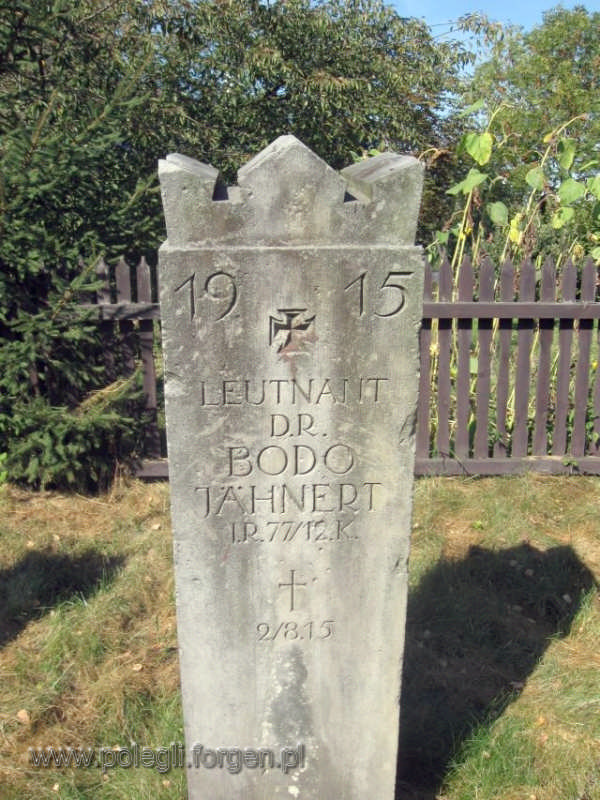 19 15
LEUTNANT
D.R.
BODO
JÄHNERT
I.R.77/12.K.
2/8.15
www.polegli.forgen.pl